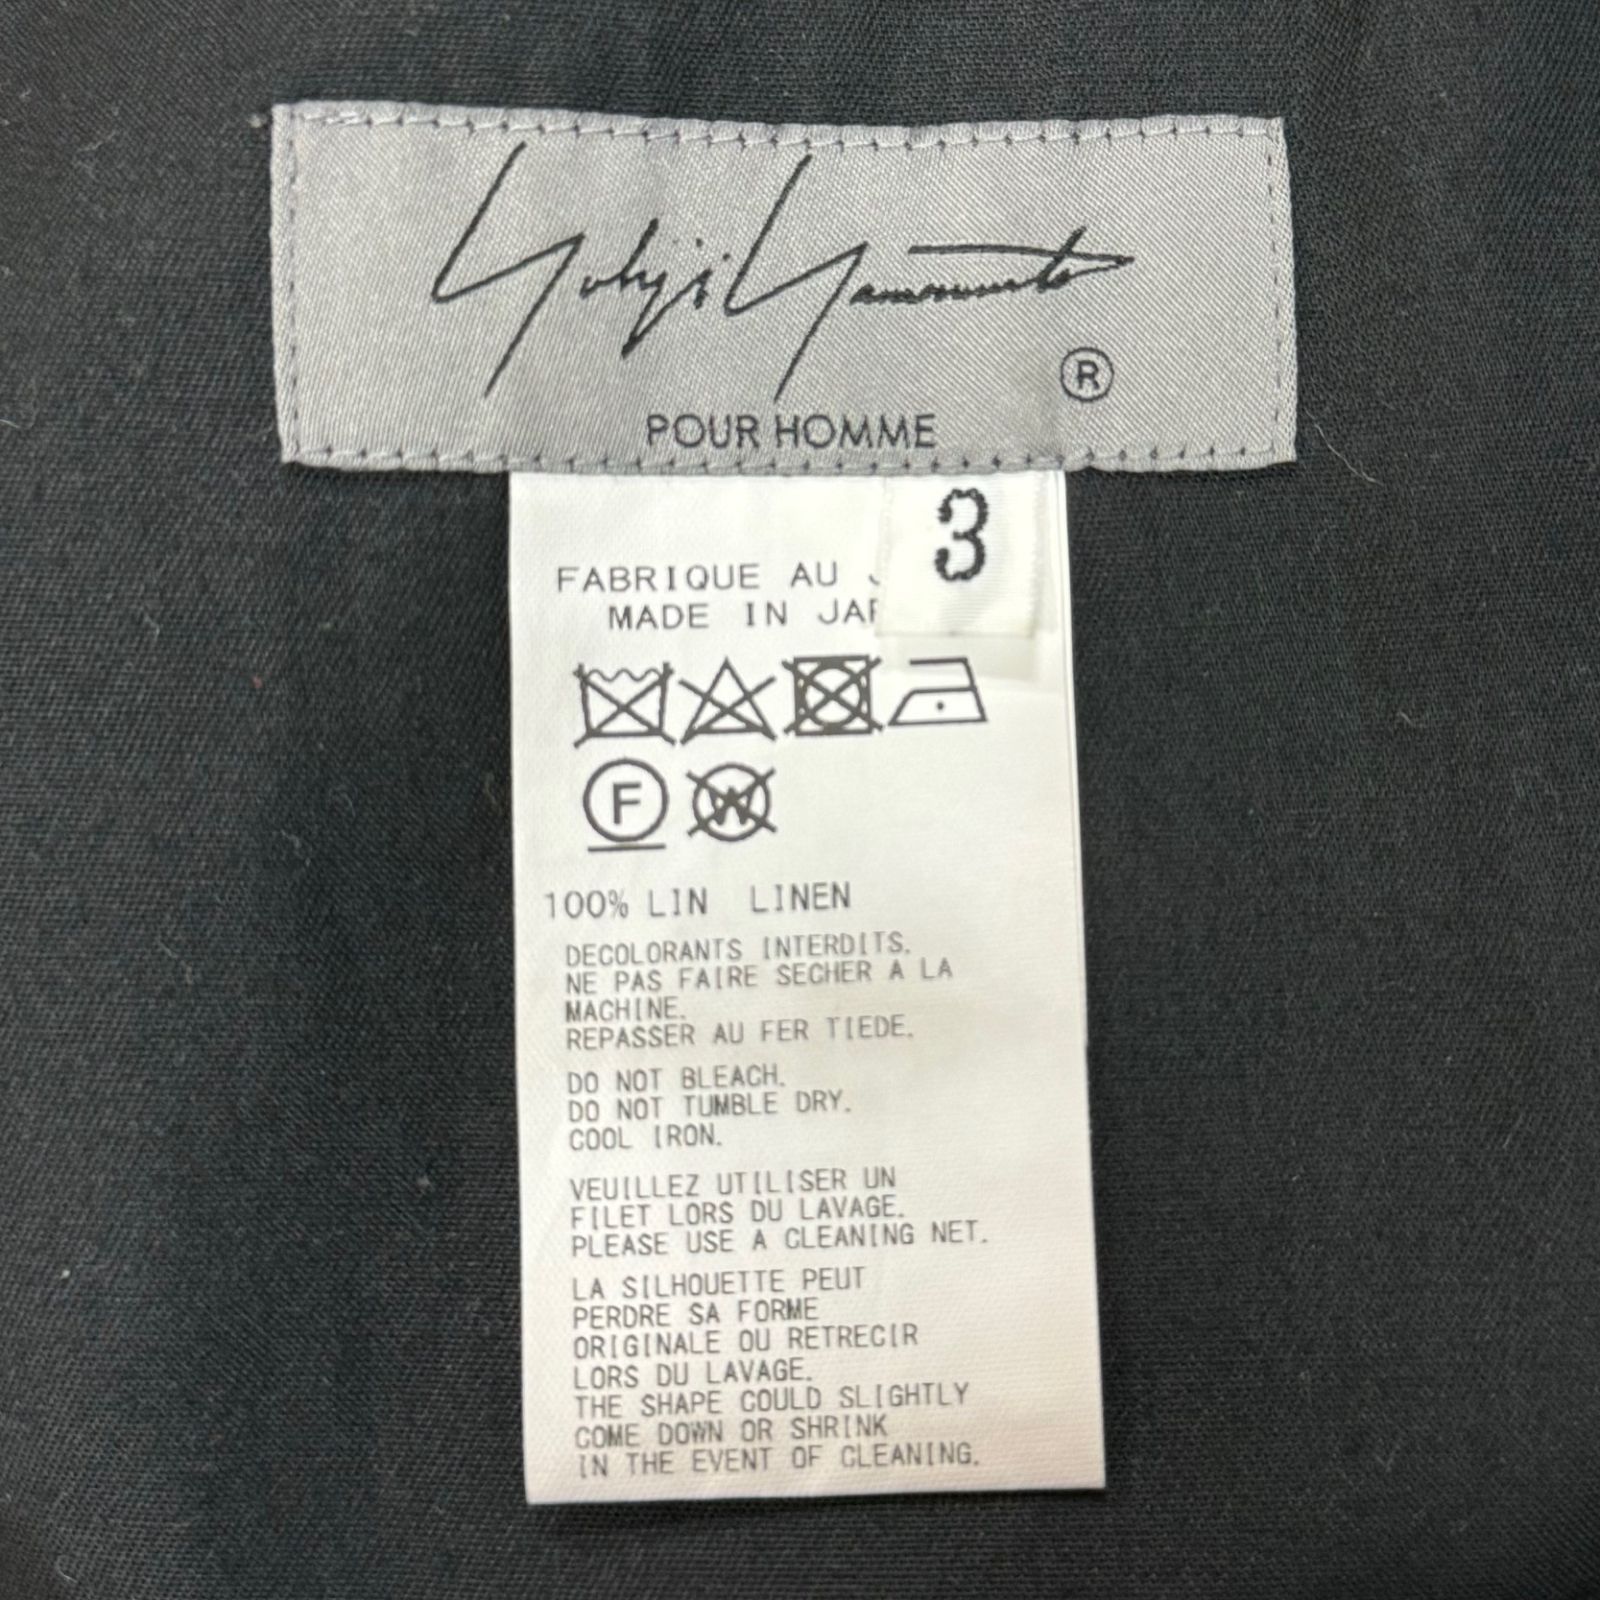 Yohji Yamamoto
®
POUR HOMME
3
FABRIQUE AU
MADE IN JAP
F
W
100% LIN LINEN
DECOLORANTS INTERDITS.
NE PAS FAIRE SECHER A LA
MACHINE.
REPASSER AU FER TIEDE.
DO NOT BLEACH.
DO NOT TUMBLE DRY.
COOL IRON.
VEUILLEZ UTILISER UN
FILET LORS DU LAVAGE.
PLEASE USE A CLEANING NET.
LA SILHOUETTE PEUT
PERDRE SA FORME
ORIGINALE OU RETRECIR
LORS DU LAVAGE.
THE SHAPE COULD SLIGHTLY
COME DOWN OR SHRINK
IN THE EVENT OF CLEANING.